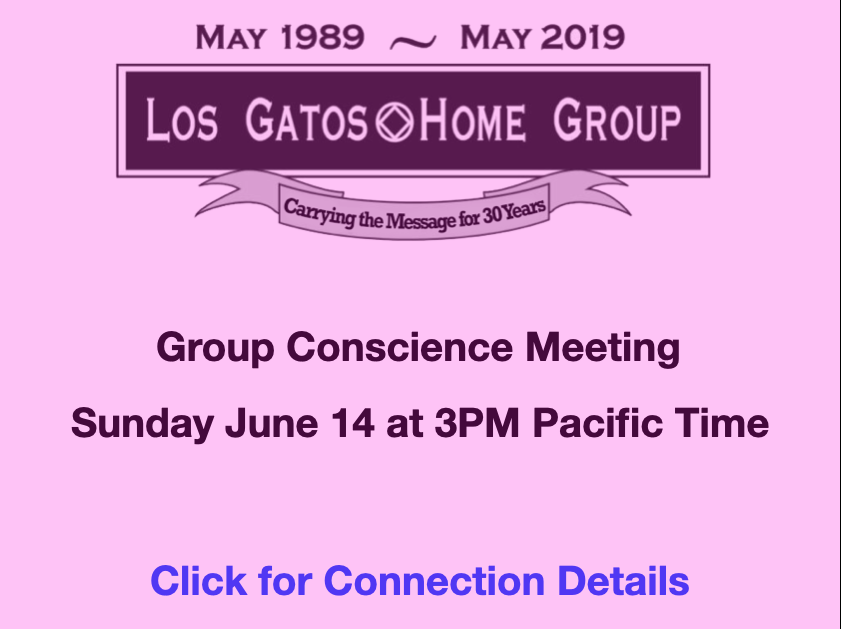 May 1989 ~ May 2019
Los Gatos Home Group
Carrying the Message for 30 Years
Group Conscience Meeting
Sunday June 14 at 3PM Pacific Time
Click for Connection Details